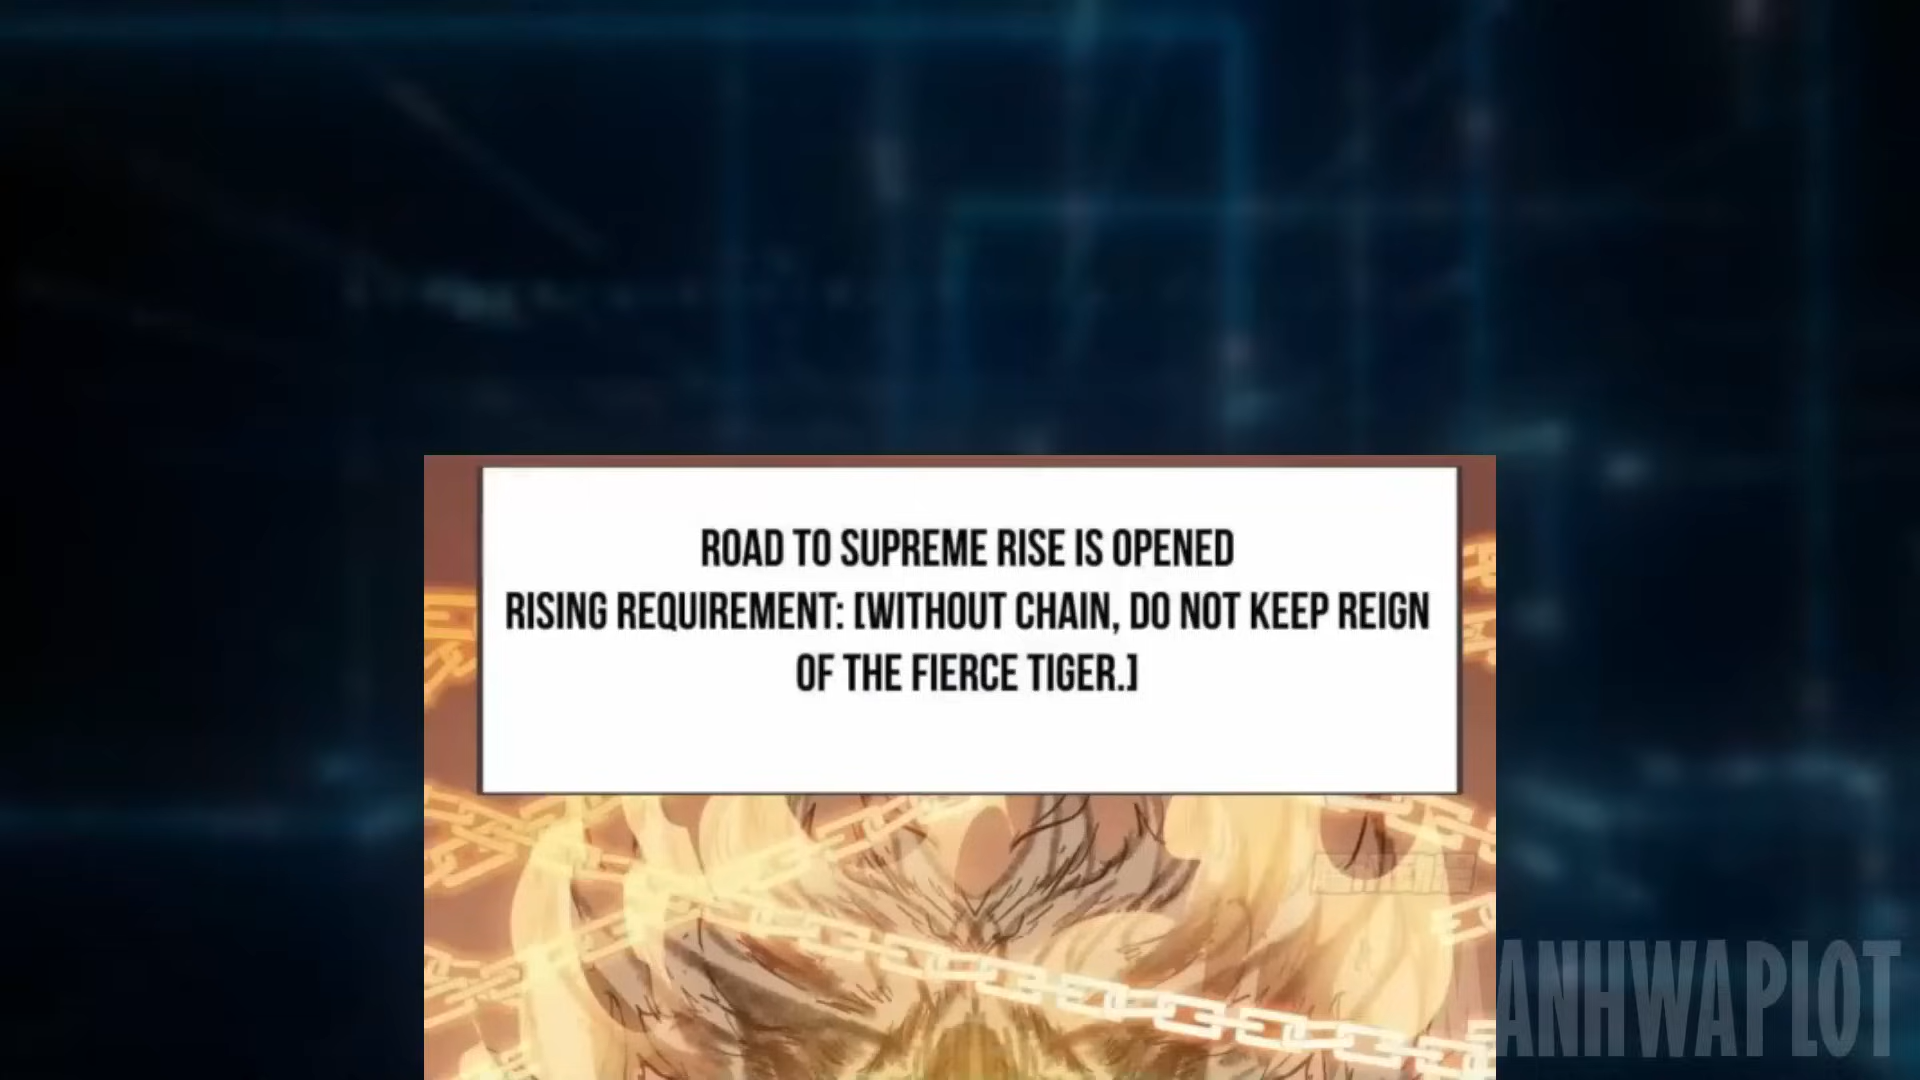 ROAD TO SUPREME RISE IS OPENED
RISING REQUIREMENT: [WITHOUT CHAIN, DO NOT KEEP REIGN
OF THE FIERCE TIGER.]
ANHWAPLOT